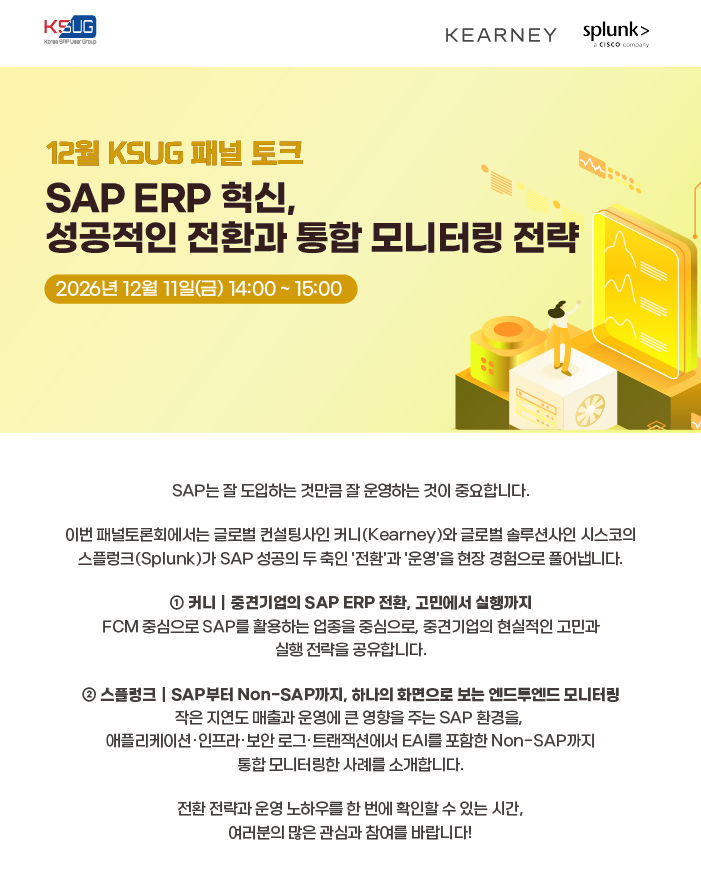 KSUG
Korea SAP User Group
KEARNEY
splunk>
a CISCO company
12월 KSUG 패널 토크
SAP ERP 혁신,
성공적인 전환과 통합 모니터링 전략
2026년 12월 11일(금) 14:00 ~ 15:00
SAP는 잘 도입하는 것만큼 잘 운영하는 것이 중요합니다.
이번 패널토론회에서는 글로벌 컨설팅사인 커니(Kearney)와 글로벌 솔루션사인 시스코의
스플렁크(Splunk)가 SAP 성공의 두 축인 '전환'과 '운영'을 현장 경험으로 풀어냅니다.
① 커니 | 중견기업의 SAP ERP 전환, 고민에서 실행까지
FCM 중심으로 SAP를 활용하는 업종을 중심으로, 중견기업의 현실적인 고민과
실행 전략을 공유합니다.
② 스플렁크 | SAP부터 Non-SAP까지, 하나의 화면으로 보는 엔드투엔드 모니터링
작은 지연도 매출과 운영에 큰 영향을 주는 SAP 환경을,
애플리케이션·인프라·보안 로그·트랜잭션에서 EAI를 포함한 Non-SAP까지
통합 모니터링한 사례를 소개합니다.
전환 전략과 운영 노하우를 한 번에 확인할 수 있는 시간,
여러분의 많은 관심과 참여를 바랍니다!